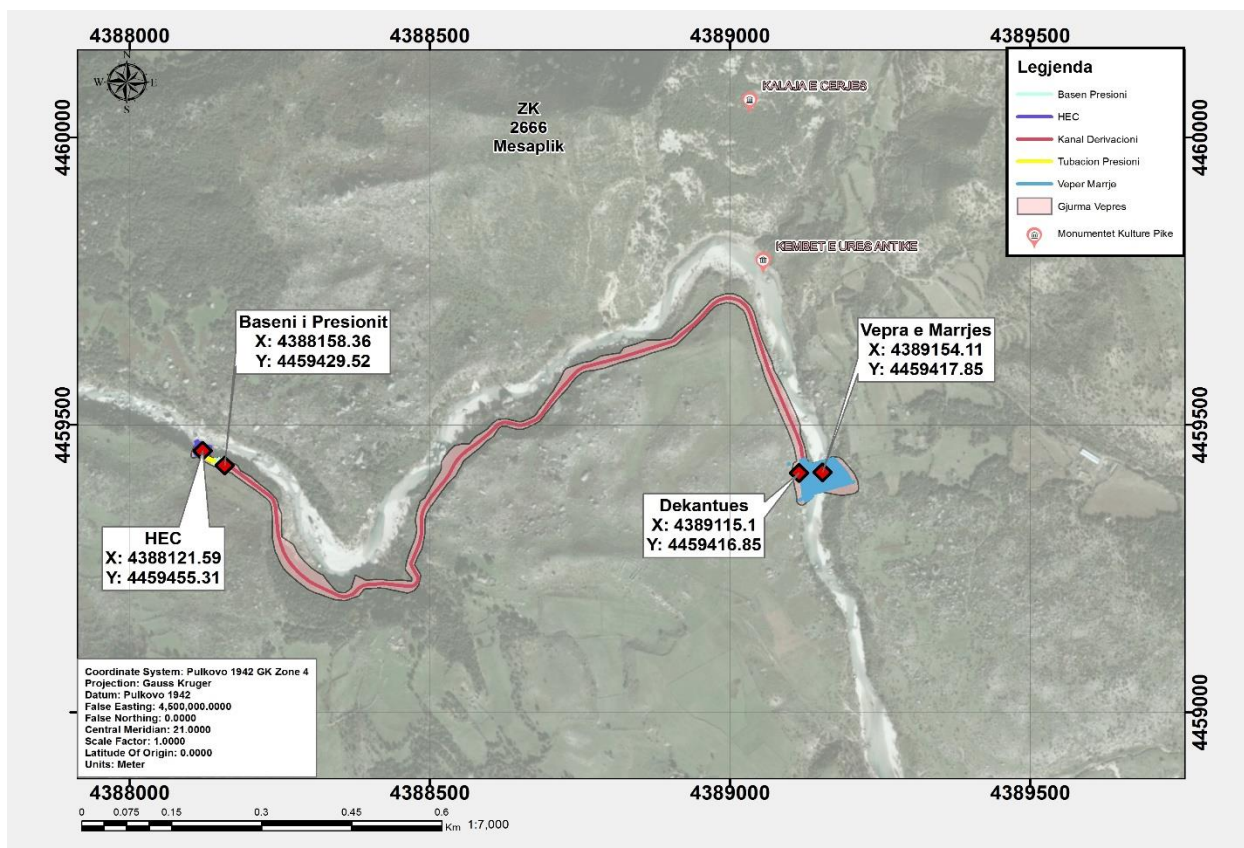 4388000
4388500
4389000
4389500
N
W
E
S
Legjenda
Basen Presioni
HEC
Kanal Derivacioni
Tubacion Presioni
Veper Marrje
Gjurma Vepres
Monumentet Kulture Pike
KALAJA E CERJES
ZK
2666
Mesaplik
4460000
4460000
KEMBET E URES ANTIKE
Baseni i Presionit
X: 4388158.36
Y: 4459429.52
Vepra e Marrjes
X: 4389154.11
Y: 4459417.85
4459500
4459500
HEC
X: 4388121.59
Y: 4459455.31
Dekantues
X: 4389115.1
Y: 4459416.85
4459000
Coordinate System: Pulkovo 1942 GK Zone 4
Projection: Gauss Kruger
Datum: Pulkovo 1942
False Easting: 4,500,000.0000
False Northing: 0.0000
Central Meridian: 21.0000
Scale Factor: 1.0000
Latitude Of Origin: 0.0000
Units: Meter
4388000
4388500
4389000
4389500
0 0.075 0.15 0.3 0.45 0.6
Km 1:7,000